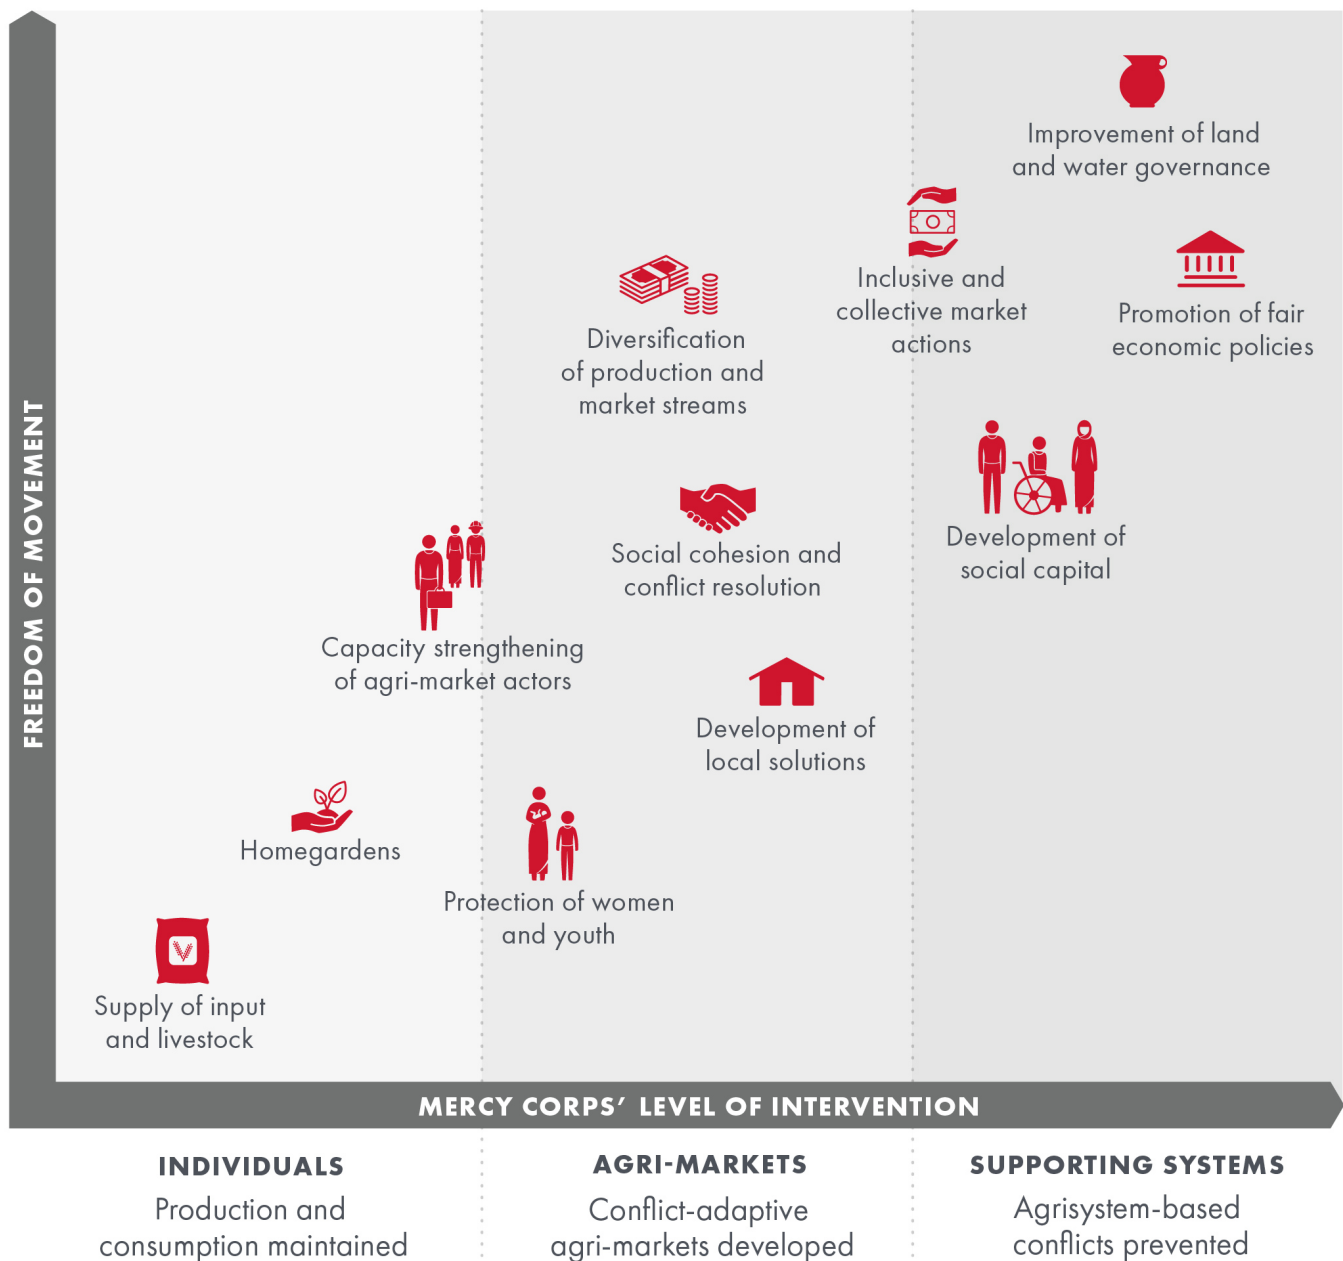 Improvement of land
and water governance
Inclusive and
collective market
actions
Promotion of fair
economic policies
Diversification
of production and
market streams
Development of
social capital
Social cohesion and
conflict resolution
Capacity strengthening
of agri-market actors
Development of
local solutions
Homegardens
Protection of women
and youth
Supply of input
and livestock
FREEDOM OF MOVEMENT
MERCY CORPS’ LEVEL OF INTERVENTION
INDIVIDUALS
Production and
consumption maintained
AGRI-MARKETS
Conflict-adaptive
agri-markets developed
SUPPORTING SYSTEMS
Agrisystem-based
conflicts prevented